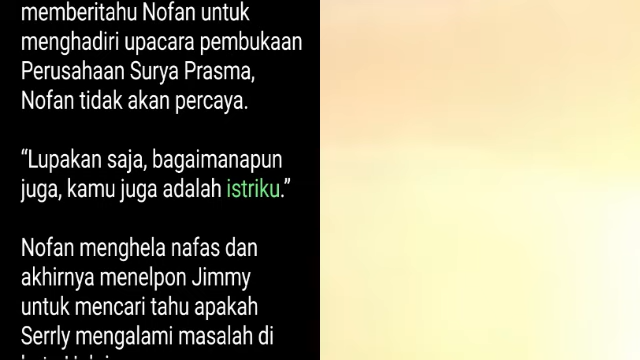 memberitahu Nofan untuk
menghadiri upacara pembukaan
Perusahaan Surya Prasma,
Nofan tidak akan percaya.
“Lupakan saja, bagaimanapun
juga, kamu juga adalah istriku.”
Nofan menghela nafas dan
akhirnya menelpon Jimmy
untuk mencari tahu apakah
Serrly mengalami masalah di